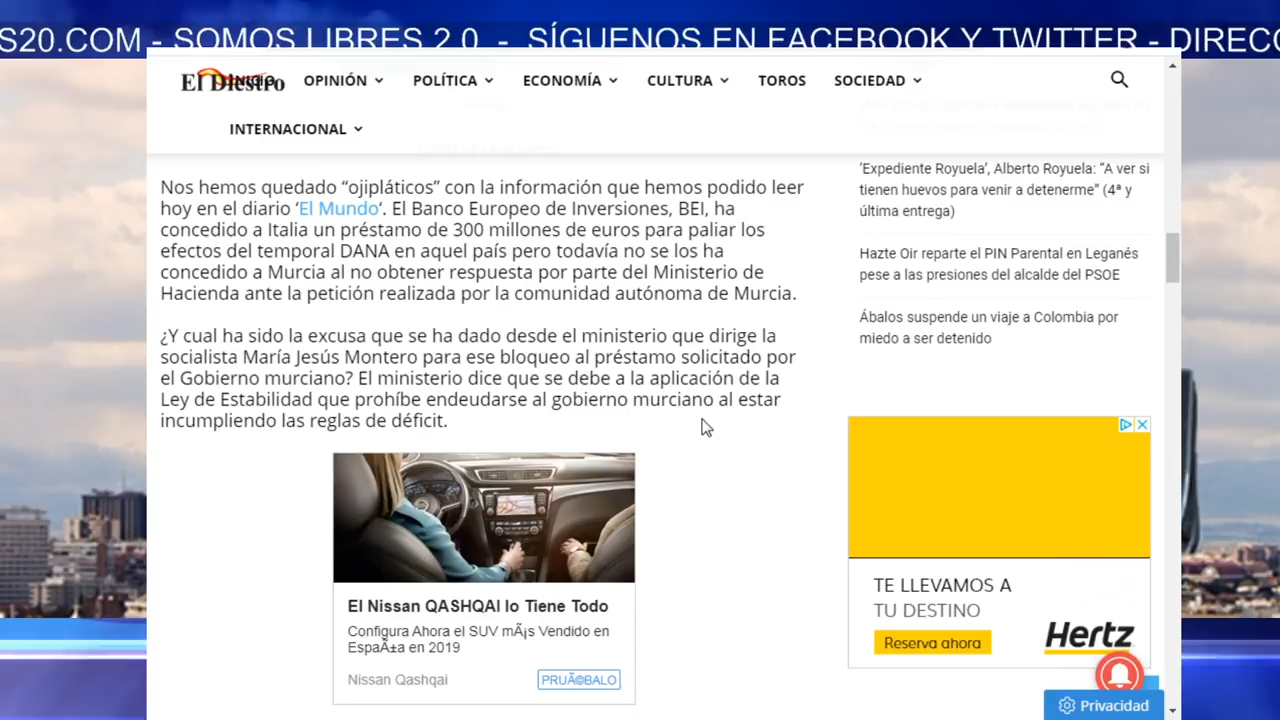 S20.COM - SOMOS LIBRES 2.0 - SÍGUENOS EN FACEBOOK Y TWITTER - DIREC
El Diestro
INICIO
OPINIÓN
POLÍTICA
ECONOMÍA
CULTURA
TOROS
SOCIEDAD
INTERNACIONAL
Nos hemos quedado “ojipláticos” con la información que hemos podido leer
hoy en el diario ‘El Mundo‘. El Banco Europeo de Inversiones, BEI, ha
concedido a Italia un préstamo de 300 millones de euros para paliar los
efectos del temporal DANA en aquel país pero todavía no se los ha
concedido a Murcia al no obtener respuesta por parte del Ministerio de
Hacienda ante la petición realizada por la comunidad autónoma de Murcia.
¿Y cual ha sido la excusa que se ha dado desde el ministerio que dirige la
socialista María Jesús Montero para ese bloqueo al préstamo solicitado por
el Gobierno murciano? El ministerio dice que se debe a la aplicación de la
Ley de Estabilidad que prohíbe endeudarse al gobierno murciano al estar
incumpliendo las reglas de déficit.
El Nissan QASHQAI lo Tiene Todo
Configura Ahora el SUV mÃ¡s Vendido en
EspaÃ±a en 2019
Nissan Qashqai
PRUÃ©BALO
‘Expediente Royuela’, Alberto Royuela: “A ver si
tienen huevos para venir a detenerme” (4ª y
última entrega)
Hazte Oir reparte el PIN Parental en Leganés
pese a las presiones del alcalde del PSOE
Ábalos suspende un viaje a Colombia por
miedo a ser detenido
TE LLEVAMOS A
TU DESTINO
Reserva ahora
Hertz
Privacidad